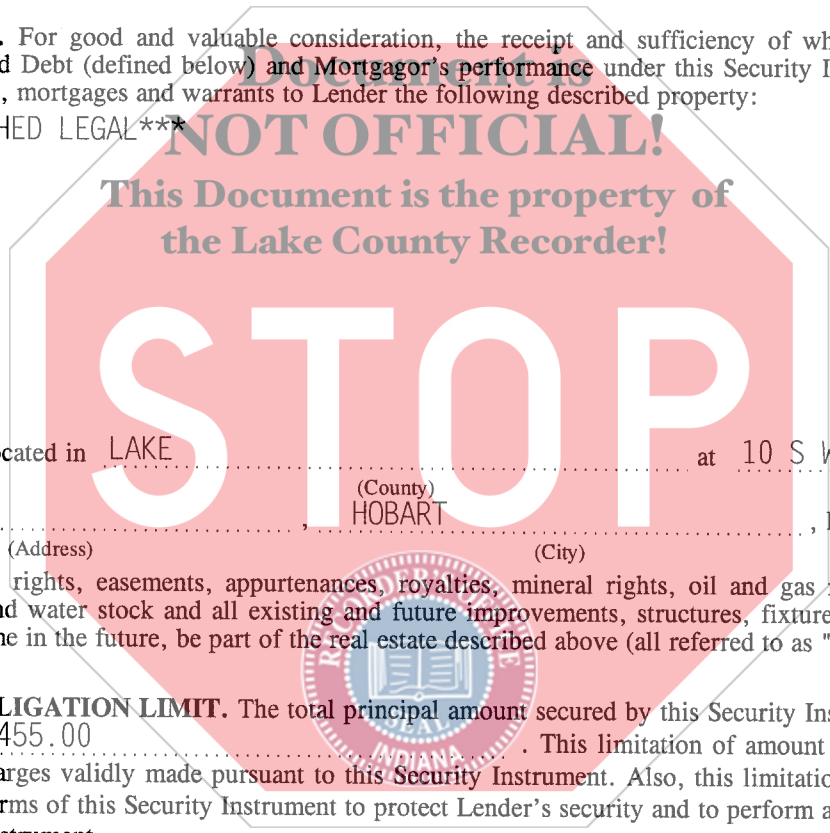 . For good and valuable consideration, the receipt and sufficiency of wh
d Debt (defined below) and Mortgagor's performance under this Security I
, mortgages and warrants to Lender the following described property:
HED LEGAL***
Document is
NOT OFFICIAL!
This Document is the property of
the Lake County Recorder!
STOP
cated in LAKE at 10 S W
(County)
, HOBART ,
(Address) (City)
rights, easements, appurtenances, royalties, mineral rights, oil and gas r
nd water stock and all existing and future improvements, structures, fixture
ne in the future, be part of the real estate described above (all referred to as "
LIGATION LIMIT. The total principal amount secured by this Security Ins
455.00 . This limitation of amount
arges validly made pursuant to this Security Instrument. Also, this limitatio
rms of this Security Instrument to protect Lender's security and to perform a
SEAL
INDIANA